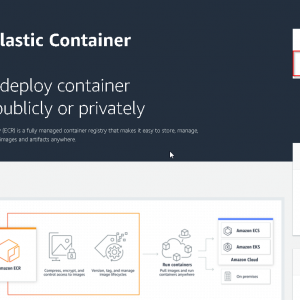 lastic Container
deploy container
publicly or privately
(ECR) is a fully managed container registry that makes it easy to store, manage,
images and artifacts anywhere.
Amazon ECR
Compress, encrypt, and
control access to images
Version, tag, and manage
image lifecycles
Run containers
Pull images and run
containers anywhere
Amazon ECS
Amazon EKS
Amazon Cloud
On-premises